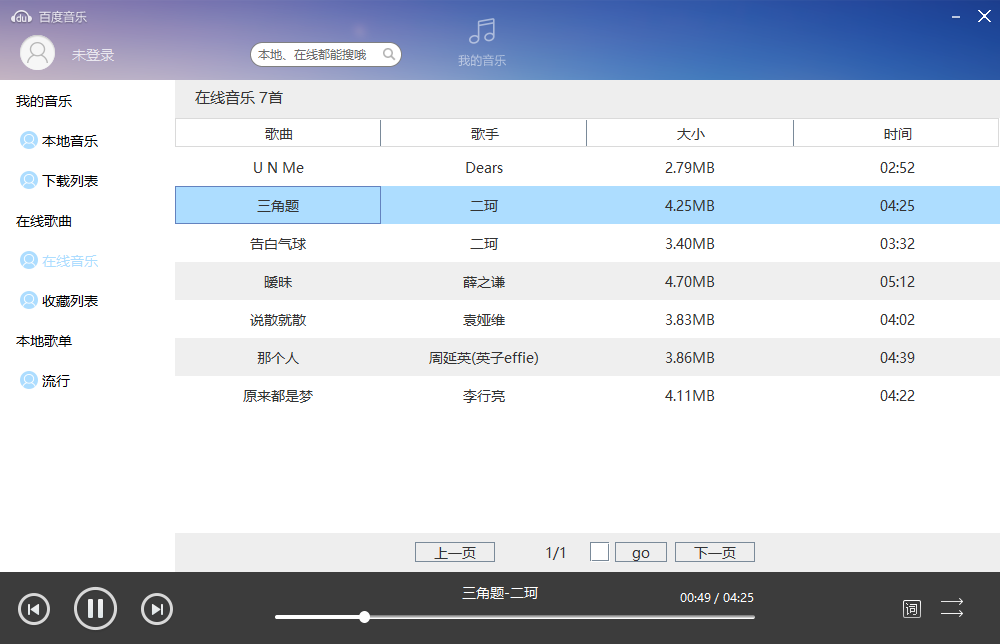 du 百度音乐
未登录
本地、在线都能搜哦
我的音乐
我的音乐
本地音乐
下载列表
在线歌曲
在线音乐
收藏列表
本地歌单
流行
在线音乐 7首
歌曲 歌手 大小 时间
U N Me Dears 2.79MB 02:52
三角题 二珂 4.25MB 04:25
告白气球 二珂 3.40MB 03:32
暧昧 薛之谦 4.70MB 05:12
说散就散 袁娅维 3.83MB 04:02
那个人 周延英(英子effie) 3.86MB 04:39
原来都是梦 李行亮 4.11MB 04:22
上一页 1/1 go 下一页
三角题-二珂
00:49 / 04:25
词